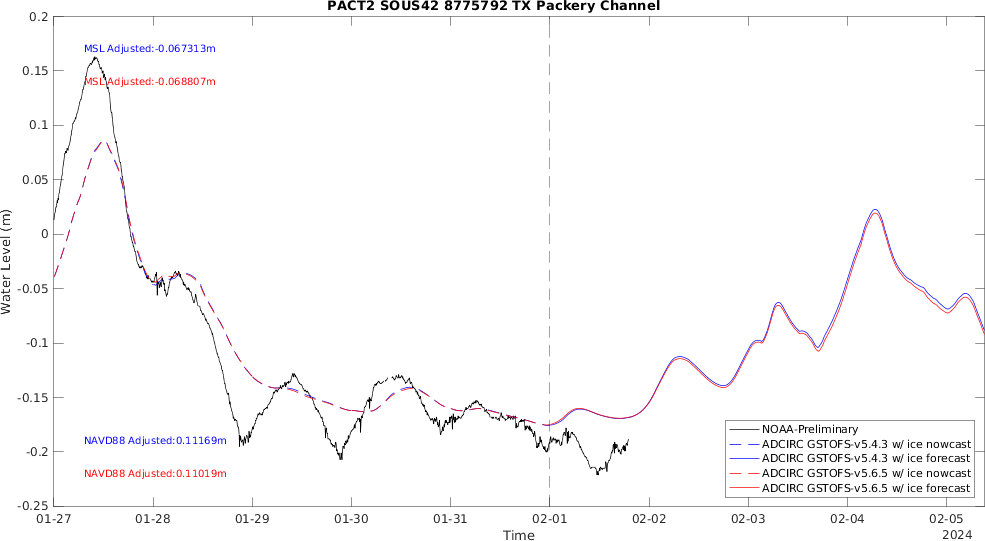 PACT2 SOUS42 8775792 TX Packery Channel
0.2
0.15
0.1
0.05
0
-0.05
-0.1
-0.15
-0.2
-0.25
Water Level (m)
MSL Adjusted:-0.067313m
MSL Adjusted:-0.068807m
NAVD88 Adjusted:0.11169m
NAVD88 Adjusted:0.11019m
NOAA-Preliminary
ADCIRC GSTOFS-v5.4.3 w/ ice nowcast
ADCIRC GSTOFS-v5.4.3 w/ ice forecast
ADCIRC GSTOFS-v5.6.5 w/ ice nowcast
ADCIRC GSTOFS-v5.6.5 w/ ice forecast
01-27 01-28 01-29 01-30 01-31 02-01 02-02 02-03 02-04 02-05
Time
2024